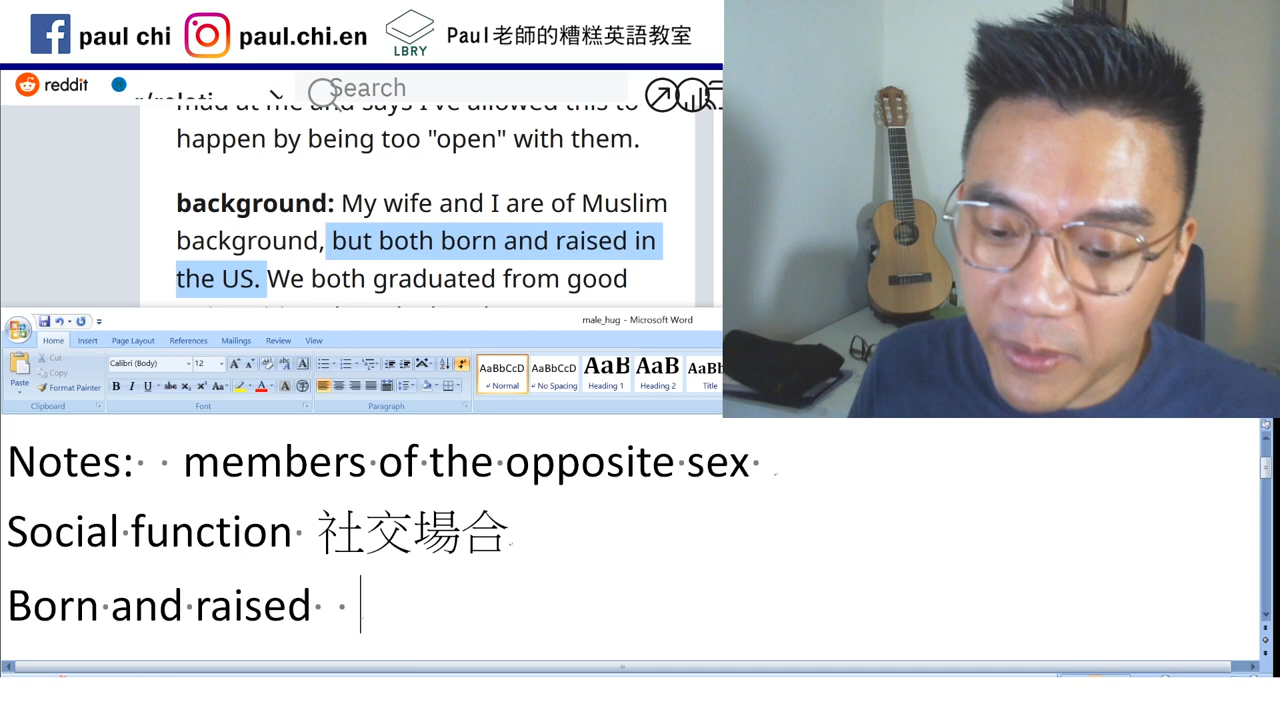 paul chi paul.chi.en LBRY Paul老師的糟糕英語教室
reddit Search
happen by being too "open" with them.
background: My wife and I are of Muslim
background, but both born and raised in
the US. We both graduated from good
male_hug - Microsoft Word
Home Insert Page Layout References Mailings Review View
Cut
Copy
Paste
Format Painter
Calibri (Body) 12
AaBbCcD AaBbCcD AaB AaB AaBb
Normal No Spacing Heading 1 Heading 2 Title
Clipboard Font Paragraph
Notes: members of the opposite sex
Social function 社交場合
Born and raised